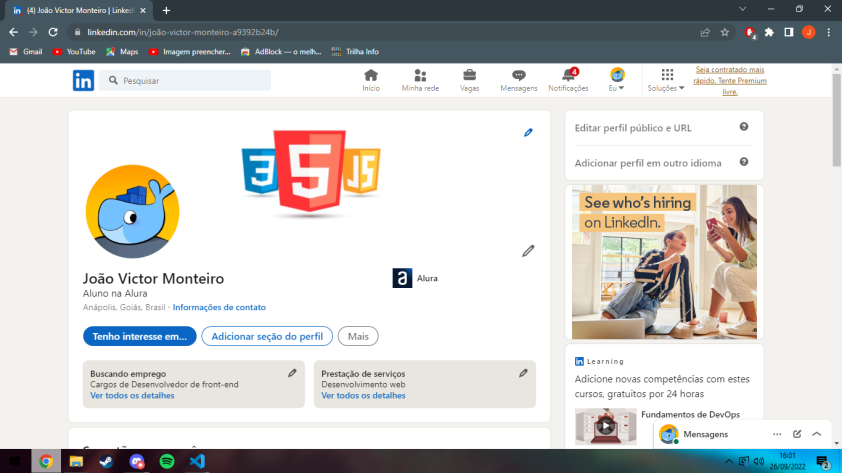 (4) João Victor Monteiro | Linked
linkedin.com/in/joão-victor-monteiro-a9392b24b/
Gmail YouTube Maps Imagem preencher... AdBlock — o melh... Trilha Info
in Pesquisar
Início Minha rede Vagas Mensagens Notificações 4 Eu Soluções
Seja contratado mais
rápido. Tente Premium
livre.
3 5 JS
João Victor Monteiro
a Alura
Aluno na Alura
Anápolis, Goiás, Brasil · Informações de contato
Tenho interesse em... Adicionar seção do perfil Mais
Buscando emprego
Cargos de Desenvolvedor de front-end
Ver todos os detalhes
Prestação de serviços
Desenvolvimento web
Ver todos os detalhes
Editar perfil público e URL
Adicionar perfil em outro idioma
See who's hiring
on LinkedIn.
in Learning
Adicione novas competências com estes
cursos, gratuitos por 24 horas
Fundamentos de DevOps
Mensagens
16:01
26/09/2022
2